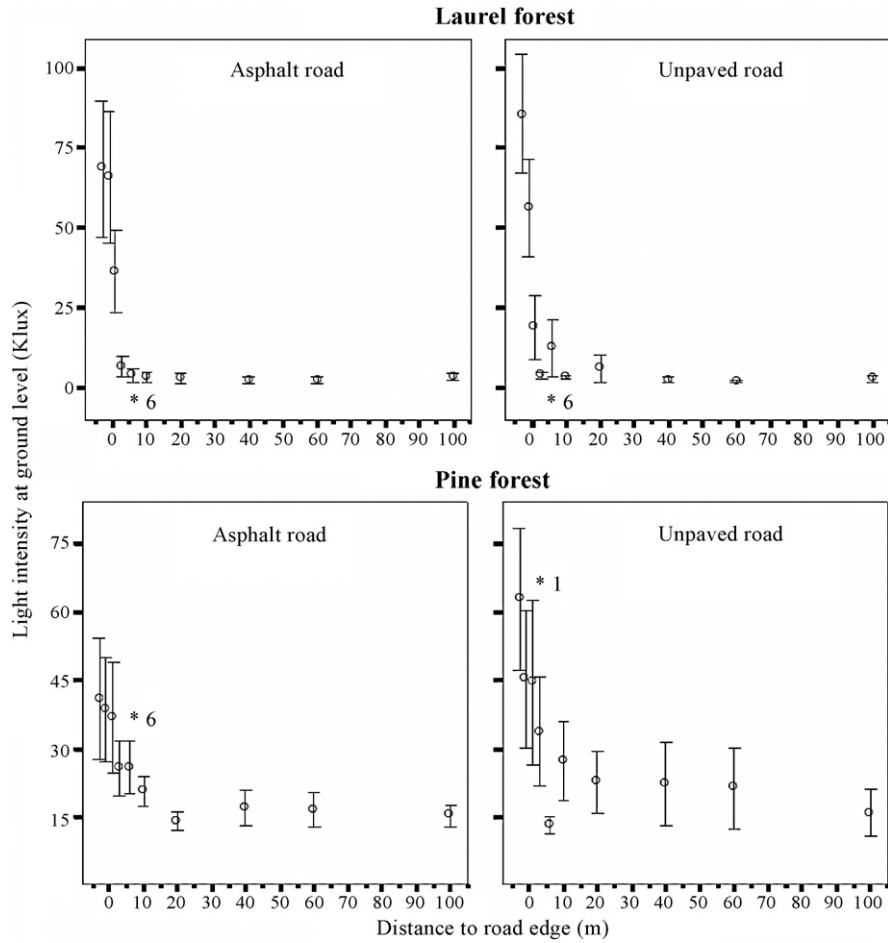 Laurel forest
Asphalt road
Unpaved road
100
75
50
25
0
* 6
* 6
0 10 20 30 40 50 60 70 80 90 100
0 10 20 30 40 50 60 70 80 90 100
Light intensity at ground level (Klux)
Pine forest
Asphalt road
Unpaved road
75
60
45
30
15
* 6
* 1
0 10 20 30 40 50 60 70 80 90 100
0 10 20 30 40 50 60 70 80 90 100
Distance to road edge (m)